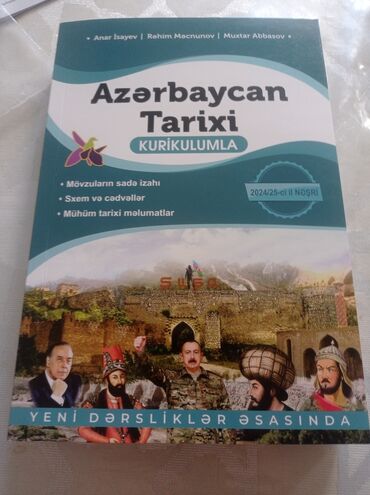 • Anar İsayev | Rəhim Məcnunov | Muxtar Abbasov •
Azərbaycan
Tarixi
KURİKULUMLA
• Mövzuların sadə izahı
• Sxem və cədvəllər
• Mühüm tarixi məlumatlar
2024/25-ci il NƏŞRİ
ŞUŞA
YENİ DƏRSLİKLƏR ƏSASINDA